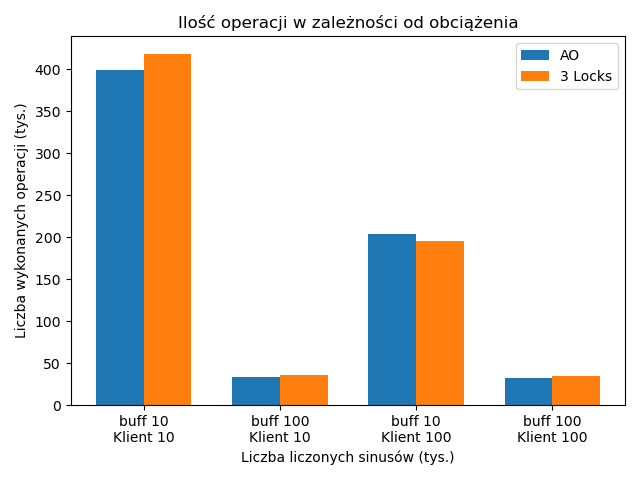 Ilość operacji w zależności od obciążenia
AO
3 Locks
Liczba wykonanych operacji (tys.)
400
350
300
250
200
150
100
50
0
buff 10
Klient 10
buff 100
Klient 10
buff 10
Klient 100
buff 100
Klient 100
Liczba liczonych sinusów (tys.)